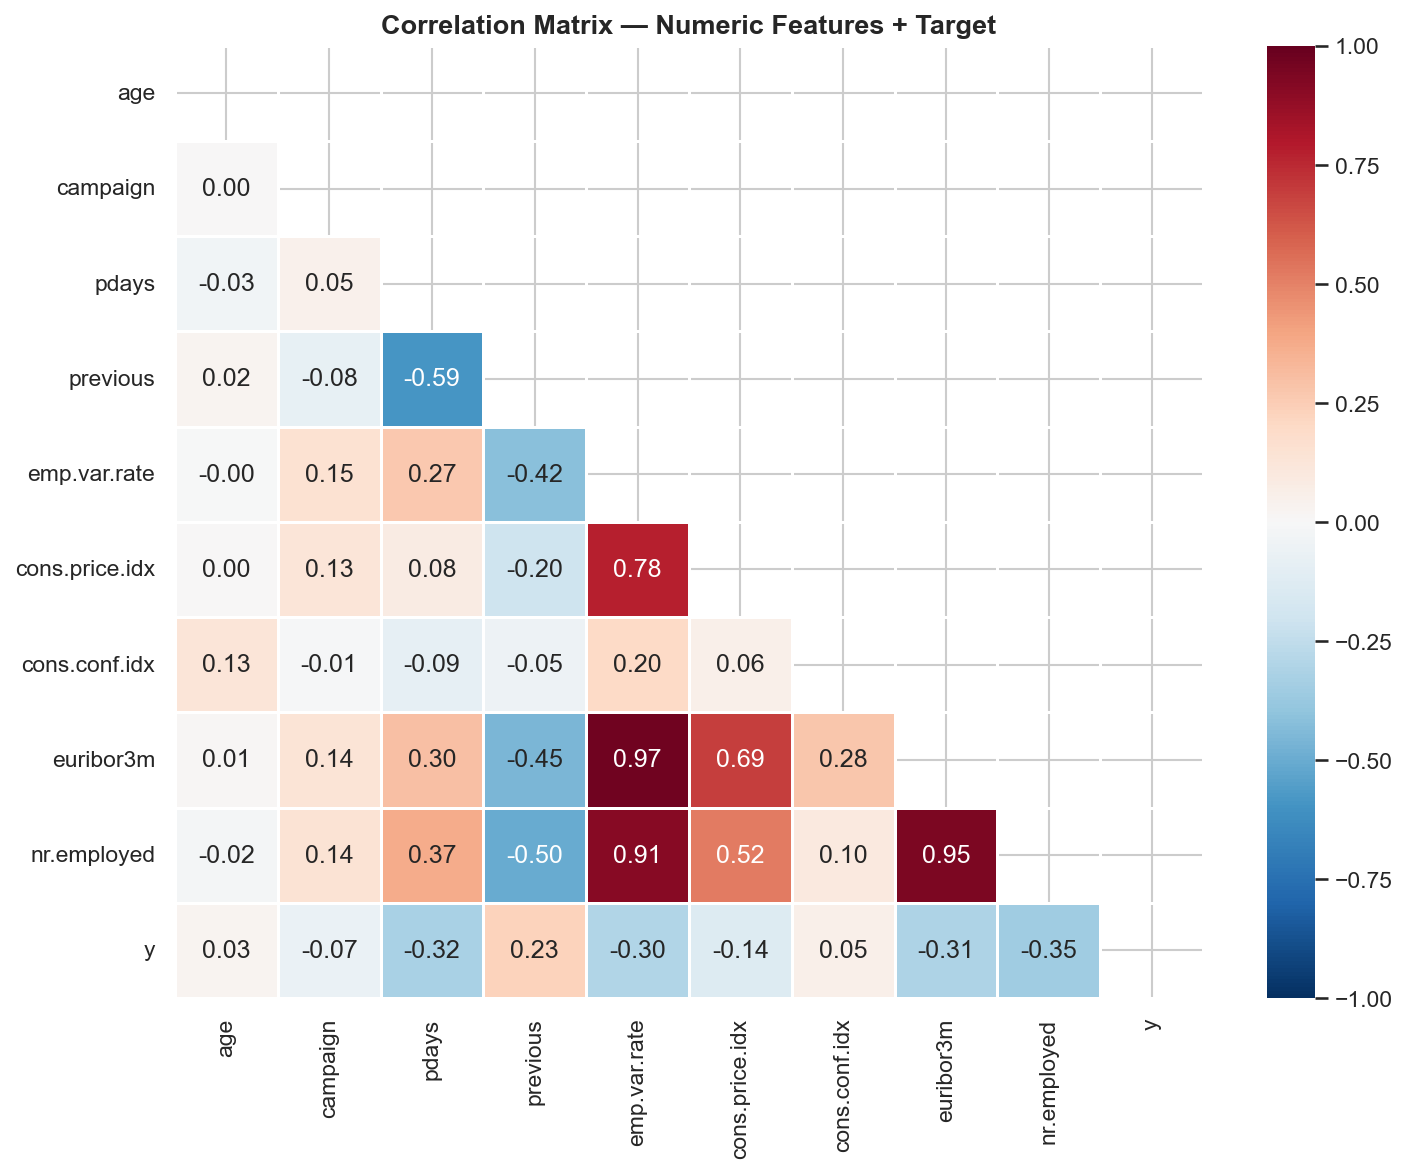 Correlation Matrix — Numeric Features + Target
age
campaign 0.00
pdays -0.03 0.05
previous 0.02 -0.08 -0.59
emp.var.rate -0.00 0.15 0.27 -0.42
cons.price.idx 0.00 0.13 0.08 -0.20 0.78
cons.conf.idx 0.13 -0.01 -0.09 -0.05 0.20 0.06
euribor3m 0.01 0.14 0.30 -0.45 0.97 0.69 0.28
nr.employed -0.02 0.14 0.37 -0.50 0.91 0.52 0.10 0.95
y 0.03 -0.07 -0.32 0.23 -0.30 -0.14 0.05 -0.31 -0.35
age campaign pdays previous emp.var.rate cons.price.idx cons.conf.idx euribor3m nr.employed y
1.00
0.75
0.50
0.25
0.00
−0.25
−0.50
−0.75
−1.00